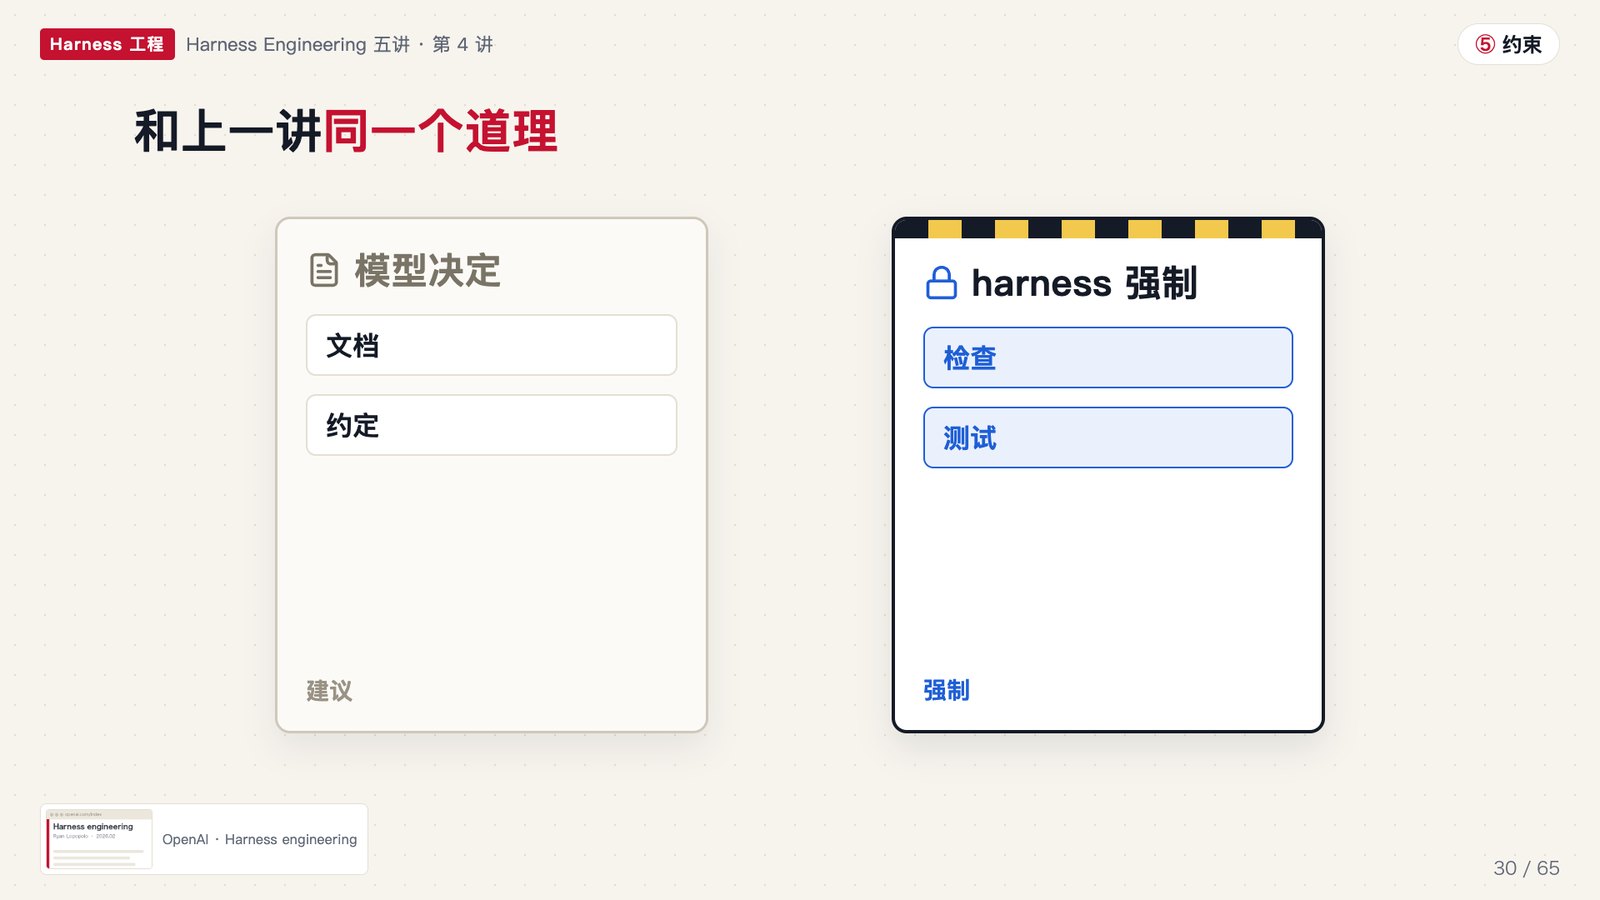 Harness 工程 Harness Engineering 五讲 · 第 4 讲
⑤ 约束
和上一讲同一个道理
模型决定
文档
约定
建议
harness 强制
检查
测试
强制
Harness engineering
OpenAI · Harness engineering
30 / 65